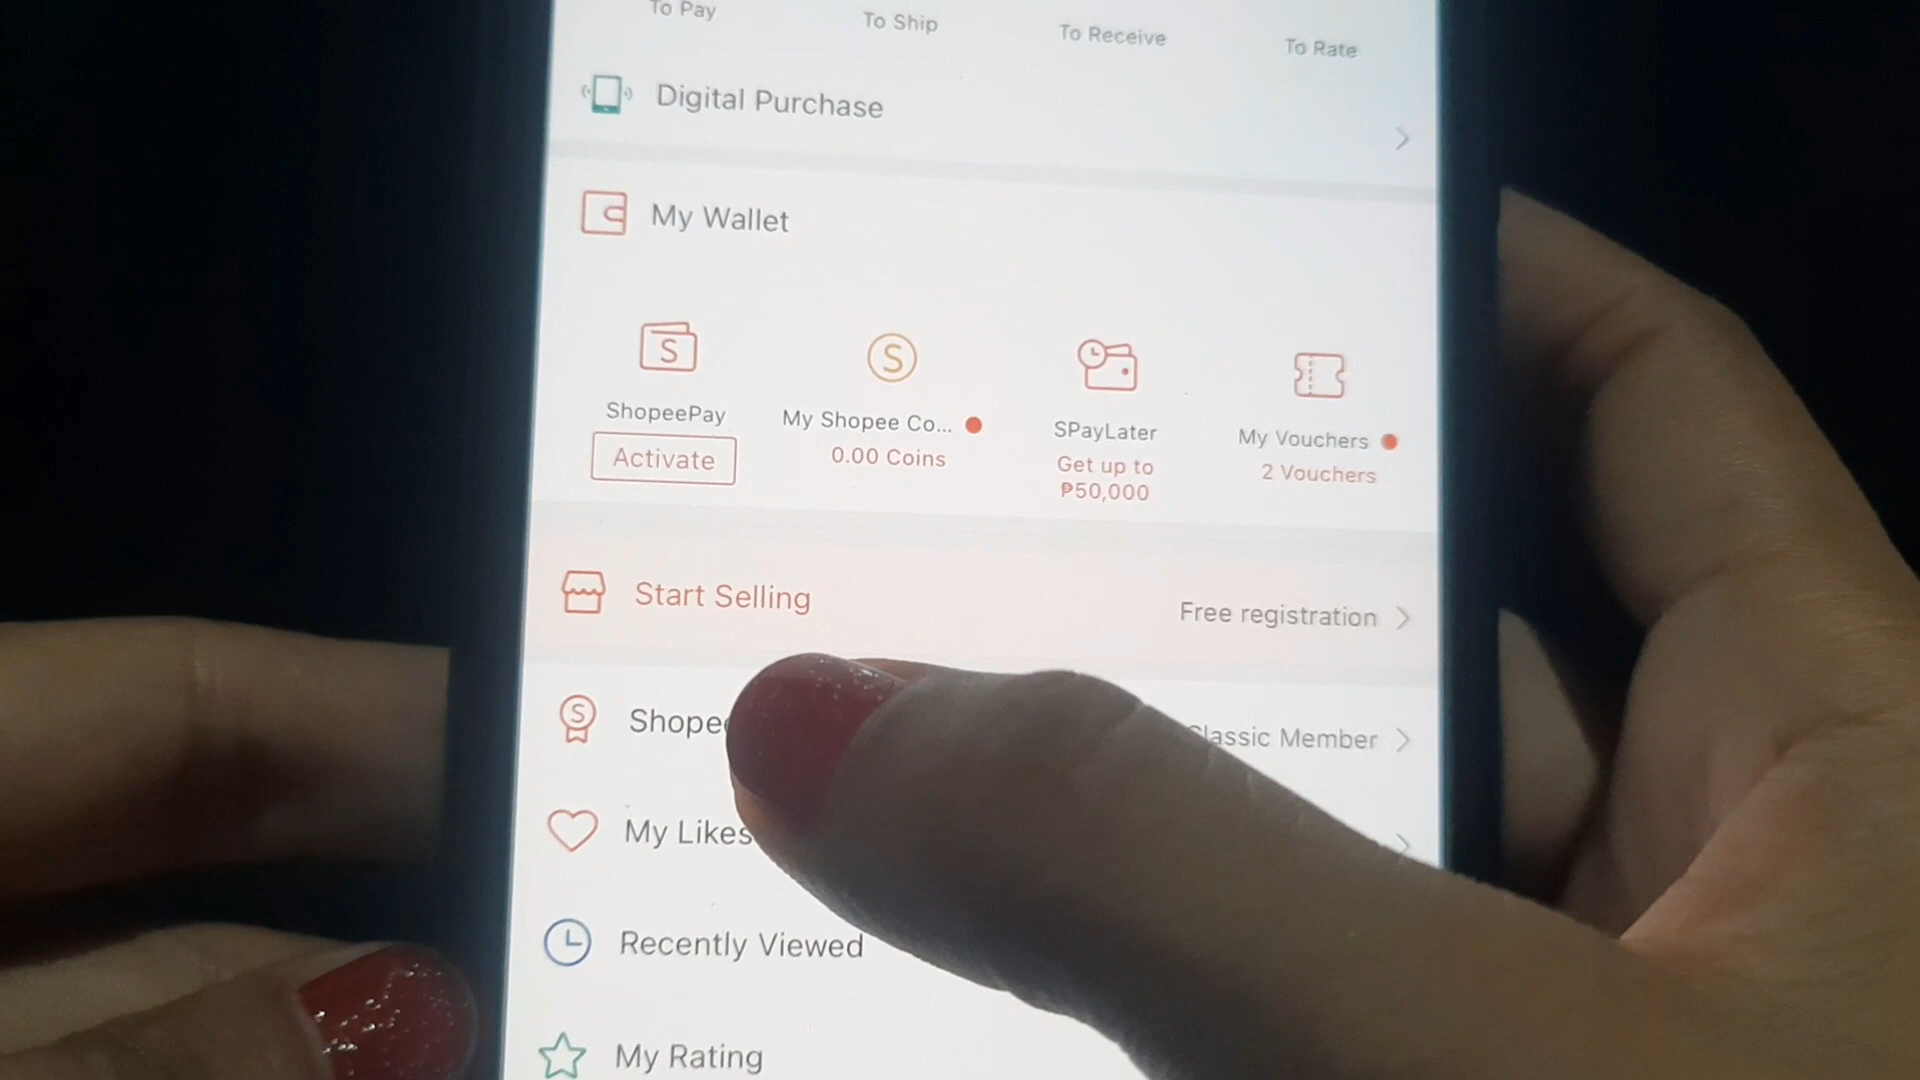 To Pay
To Ship
To Receive
To Rate
Digital Purchase
My Wallet
S
S
ShopeePay
My Shopee Co...
SPayLater
My Vouchers
Activate
0.00 Coins
Get up to
₱50,000
2 Vouchers
Start Selling
Free registration
S
Member
My Likes
Recently Viewed
My Rating